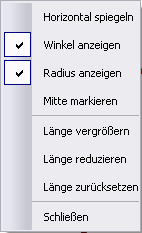 Horizontal spiegeln
Winkel anzeigen
Radius anzeigen
Mitte markieren
Länge vergrößern
Länge reduzieren
Länge zurücksetzen
Schließen